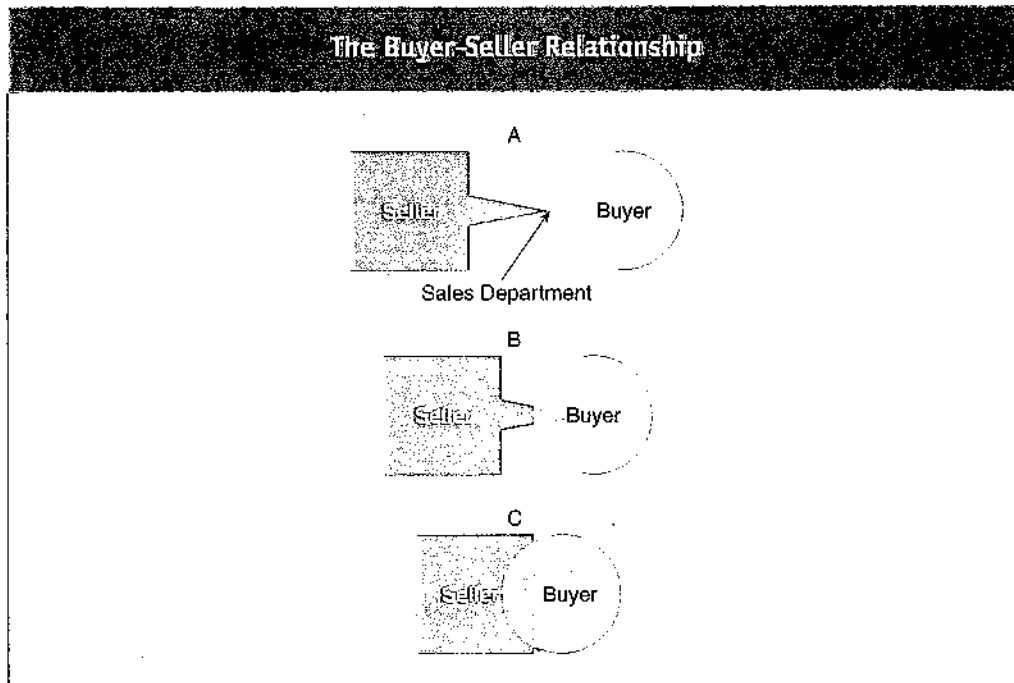 The Buyer-Seller Relationship
A
Seller
Buyer
Sales Department
B
Seller
Buyer
C
Seller
Buyer